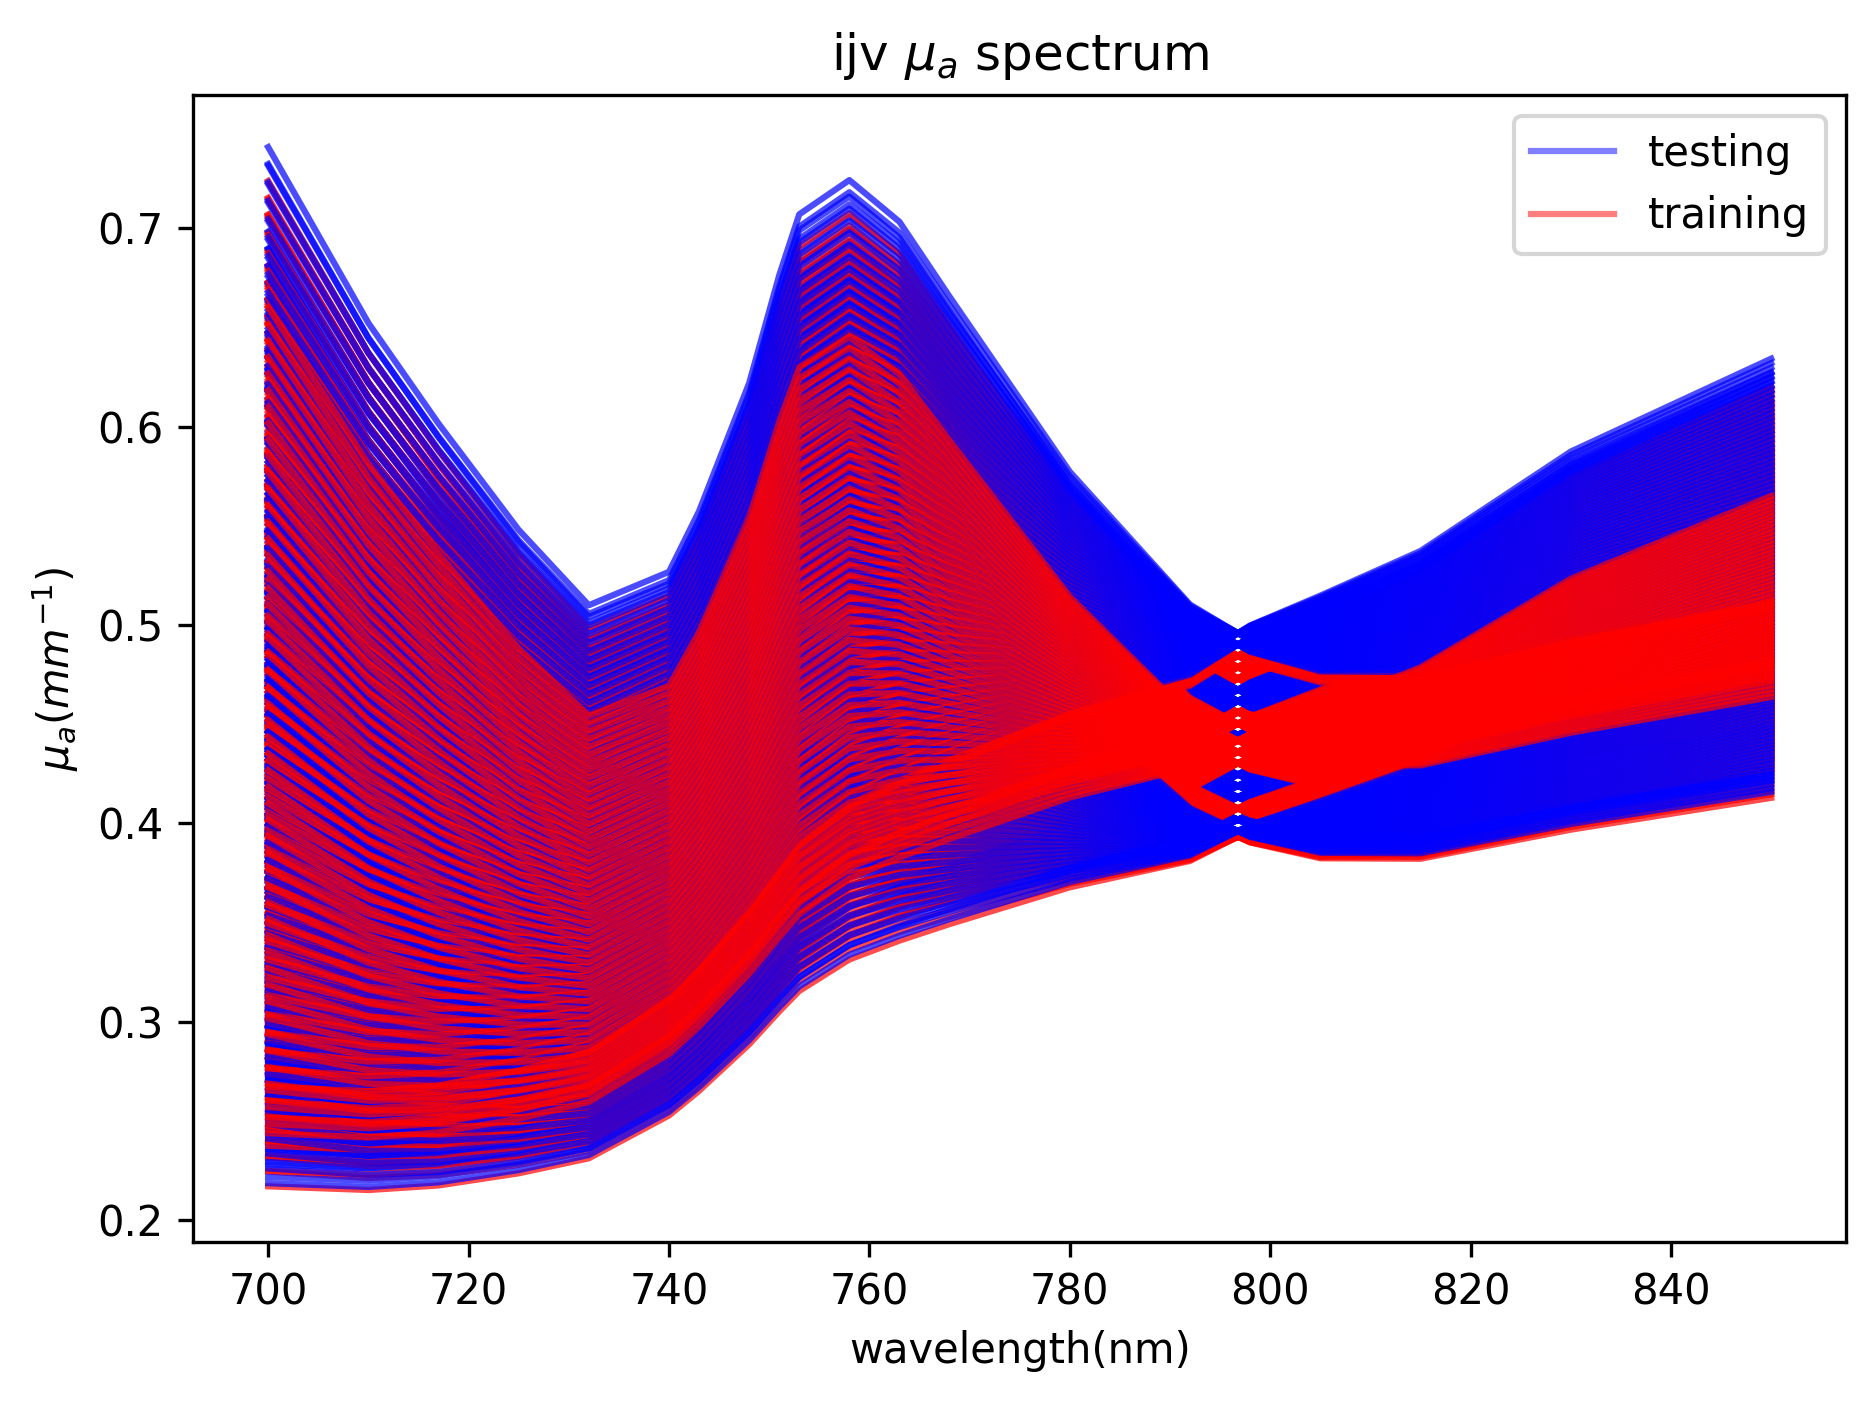 ijv μₐ spectrum
testing
training
μₐ(mm⁻¹)
0.7
0.6
0.5
0.4
0.3
0.2
700 720 740 760 780 800 820 840
wavelength(nm)